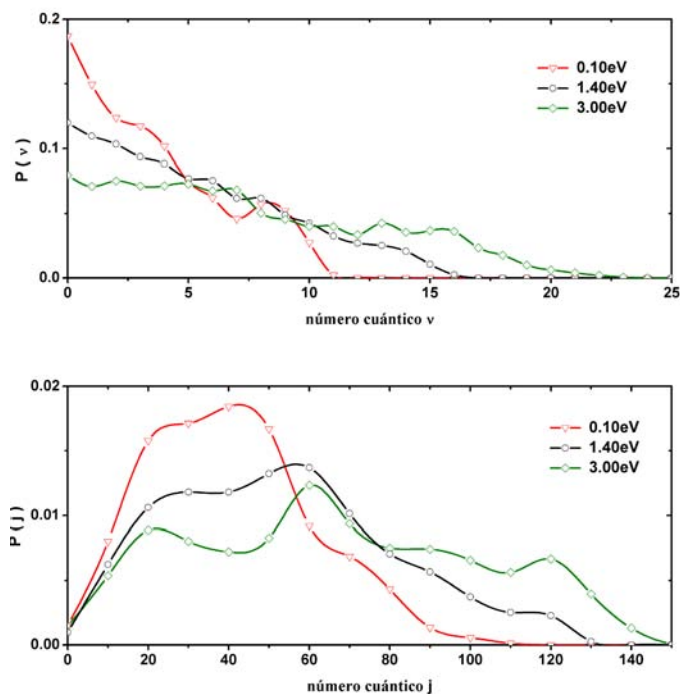 0.2
0.1
0.0
P ( ν )
0.10eV
1.40eV
3.00eV
0 5 10 15 20 25
número cuántico ν
0.02
0.01
0.00
P ( j )
0.10eV
1.40eV
3.00eV
0 20 40 60 80 100 120 140
número cuántico j